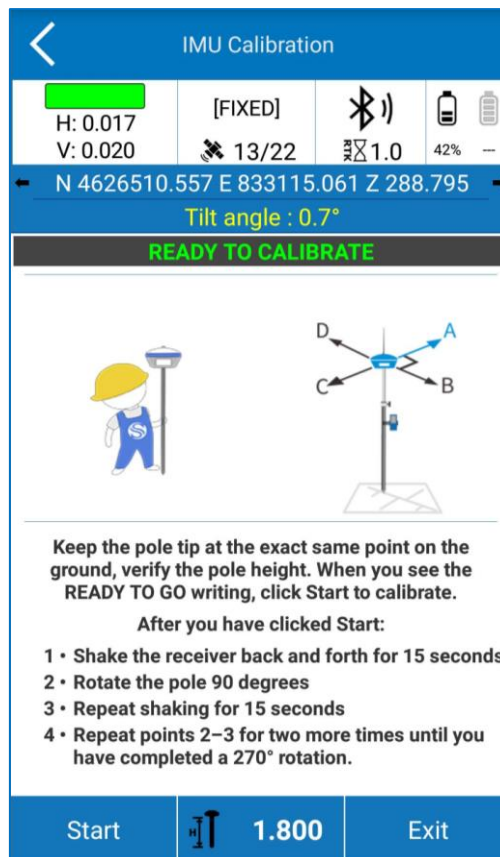 IMU Calibration
H: 0.017
V: 0.020
[FIXED]
13/22
RTK 1.0
42%
---
N 4626510.557 E 833115.061 Z 288.795
Tilt angle : 0.7°
READY TO CALIBRATE
D
A
C
B
S
Keep the pole tip at the exact same point on the
ground, verify the pole height. When you see the
READY TO GO writing, click Start to calibrate.
After you have clicked Start:
1 • Shake the receiver back and forth for 15 seconds
2 • Rotate the pole 90 degrees
3 • Repeat shaking for 15 seconds
4 • Repeat points 2–3 for two more times until you
have completed a 270° rotation.
Start
H
1.800
Exit